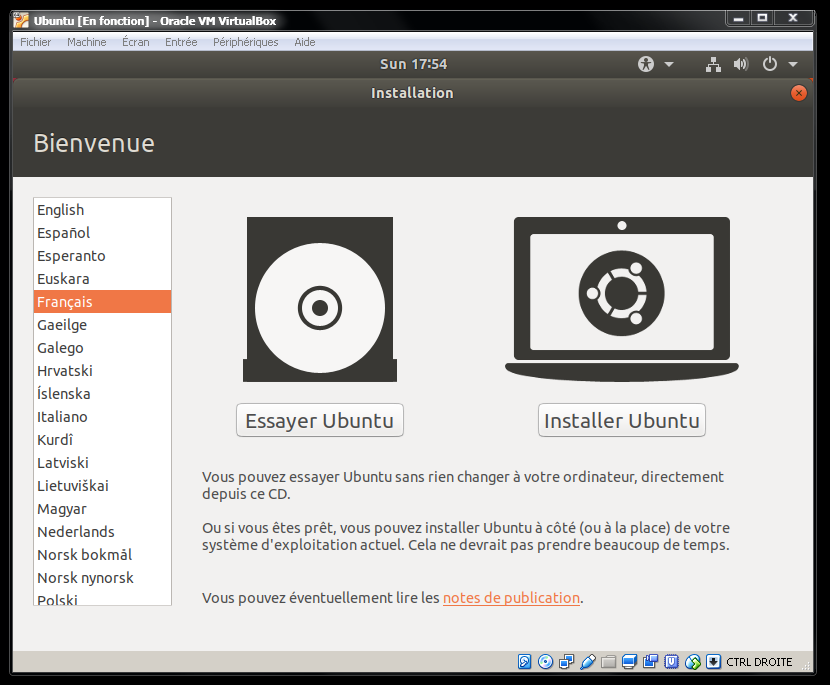 Ubuntu [En fonction] - Oracle VM VirtualBox
Fichier Machine Écran Entrée Périphériques Aide
Sun 17:54
Installation
Bienvenue
English
Español
Esperanto
Euskara
Français
Gaeilge
Galego
Hrvatski
Íslenska
Italiano
Kurdî
Latviski
Lietuviškai
Magyar
Nederlands
Norsk bokmål
Norsk nynorsk
Polski
Essayer Ubuntu
Installer Ubuntu
Vous pouvez essayer Ubuntu sans rien changer à votre ordinateur, directement
depuis ce CD.
Ou si vous êtes prêt, vous pouvez installer Ubuntu à côté (ou à la place) de votre
système d'exploitation actuel. Cela ne devrait pas prendre beaucoup de temps.
Vous pouvez éventuellement lire les notes de publication.
CTRL DROITE